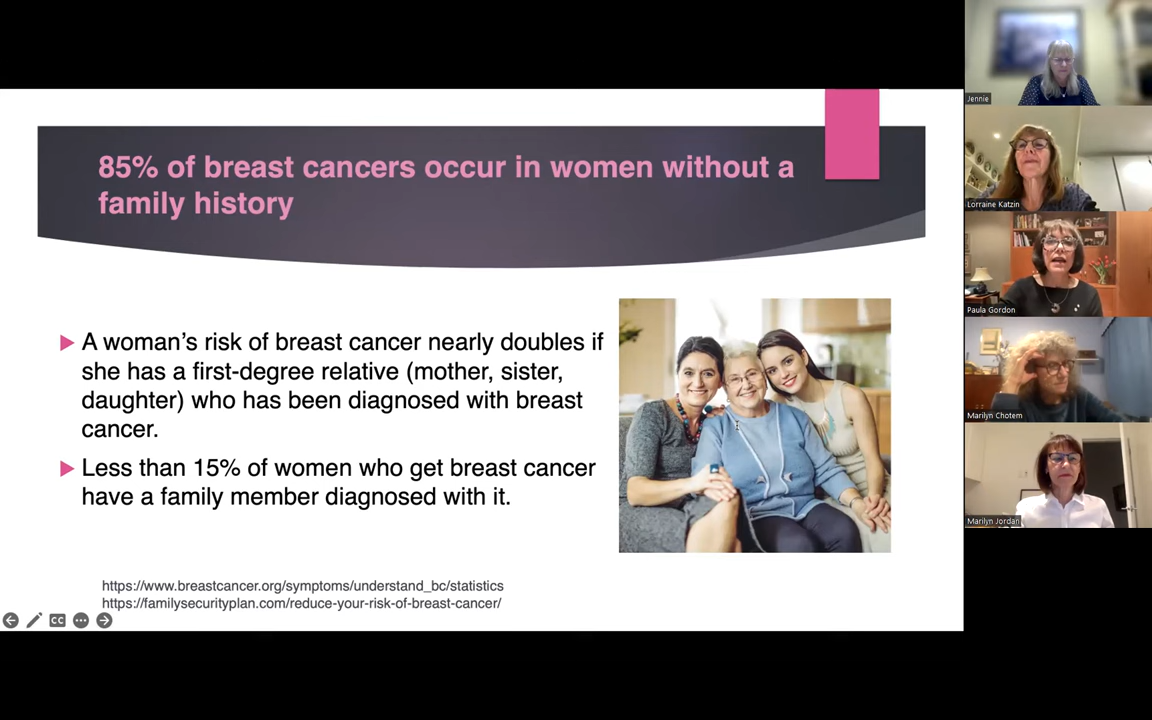 85% of breast cancers occur in women without a
family history
A woman's risk of breast cancer nearly doubles if
she has a first-degree relative (mother, sister,
daughter) who has been diagnosed with breast
cancer.
Less than 15% of women who get breast cancer
have a family member diagnosed with it.
https://www.breastcancer.org/symptoms/understand_bc/statistics
https://familysecurityplan.com/reduce-your-risk-of-breast-cancer/
CC
Jennie
Lorraine Katzin
Paula Gordon
Marilyn Chotem
Marilyn Jordan